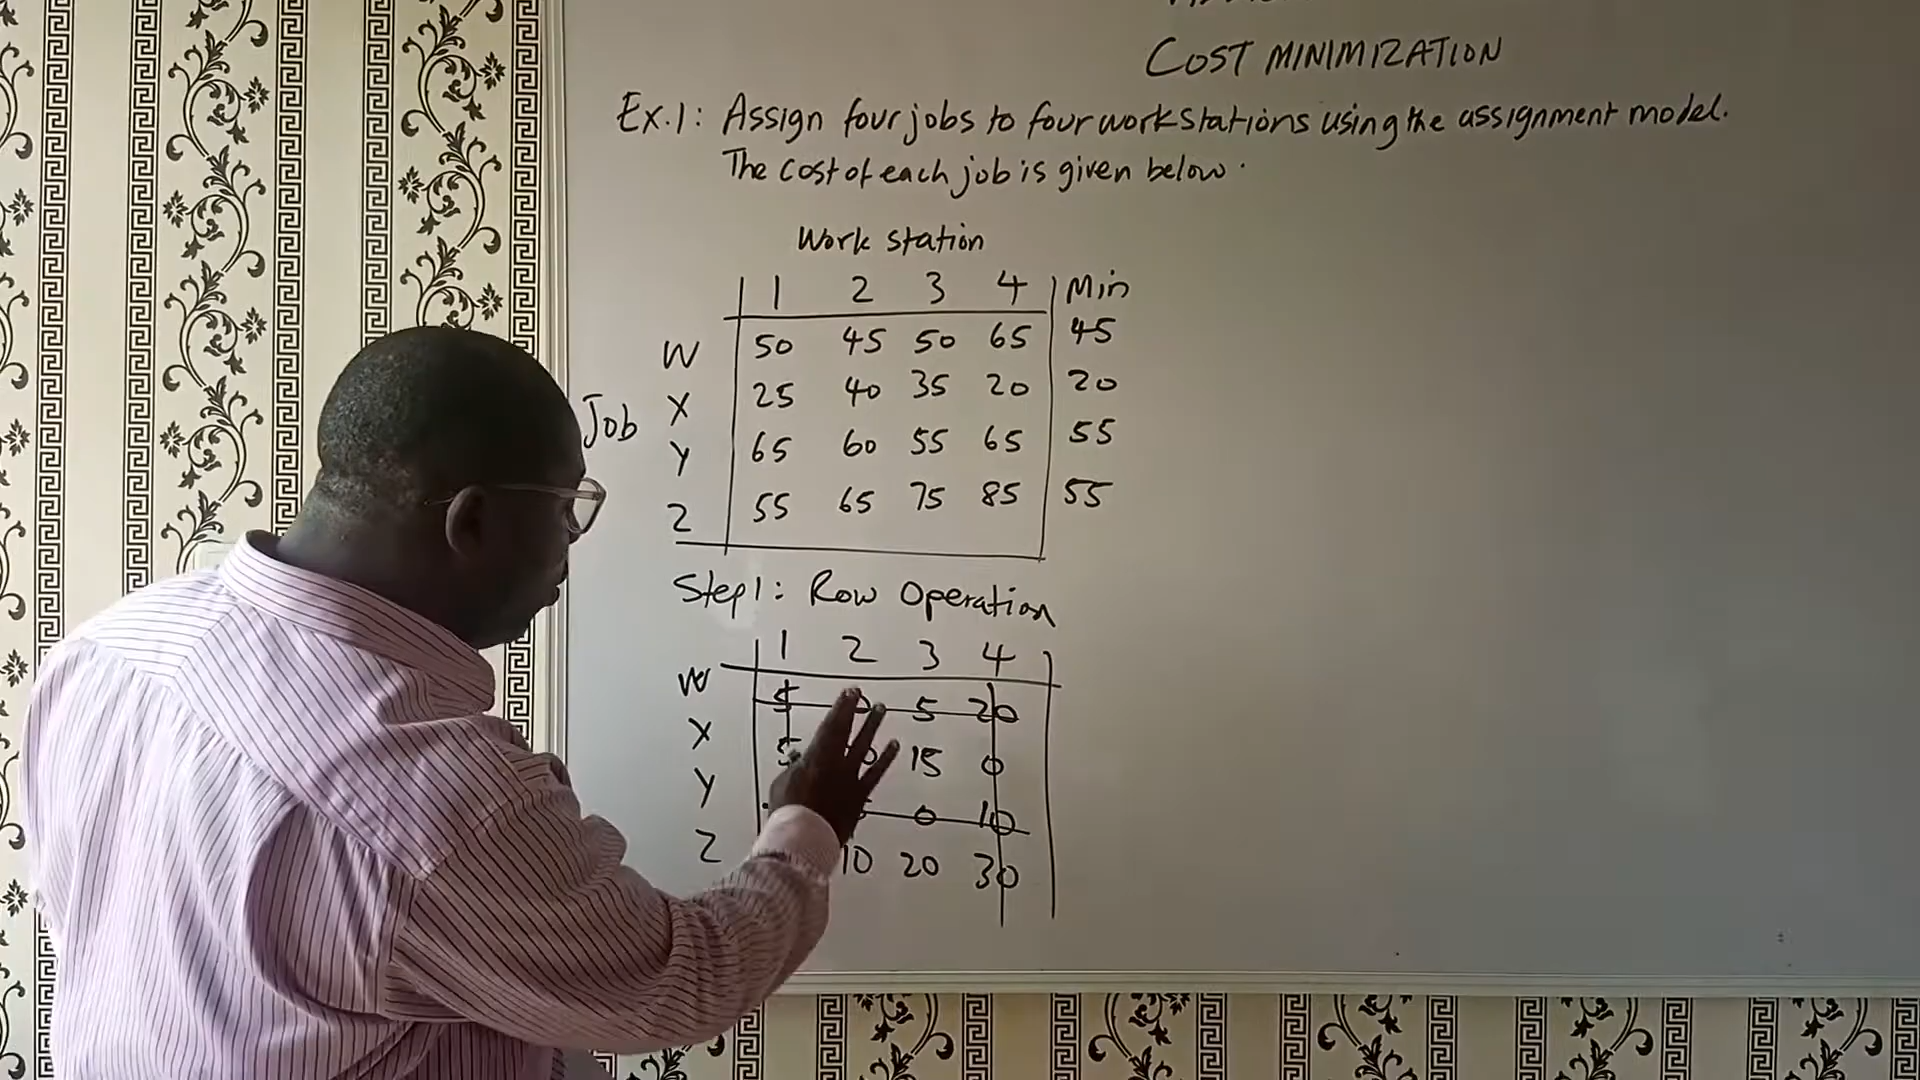 COST MINIMIZATION
Ex.1: Assign four jobs to four workstations using the assignment model.
The cost of each job is given below.
Work station
1 2 3 4 Min
W 50 45 50 65 45
Job X 25 40 35 20 20
Y 65 60 55 65 55
Z 55 65 75 85 55
Step1: Row Operation
1 2 3 4
W 5 0 5 20
X 5 15 0
Y 0 10
Z 10 20 30